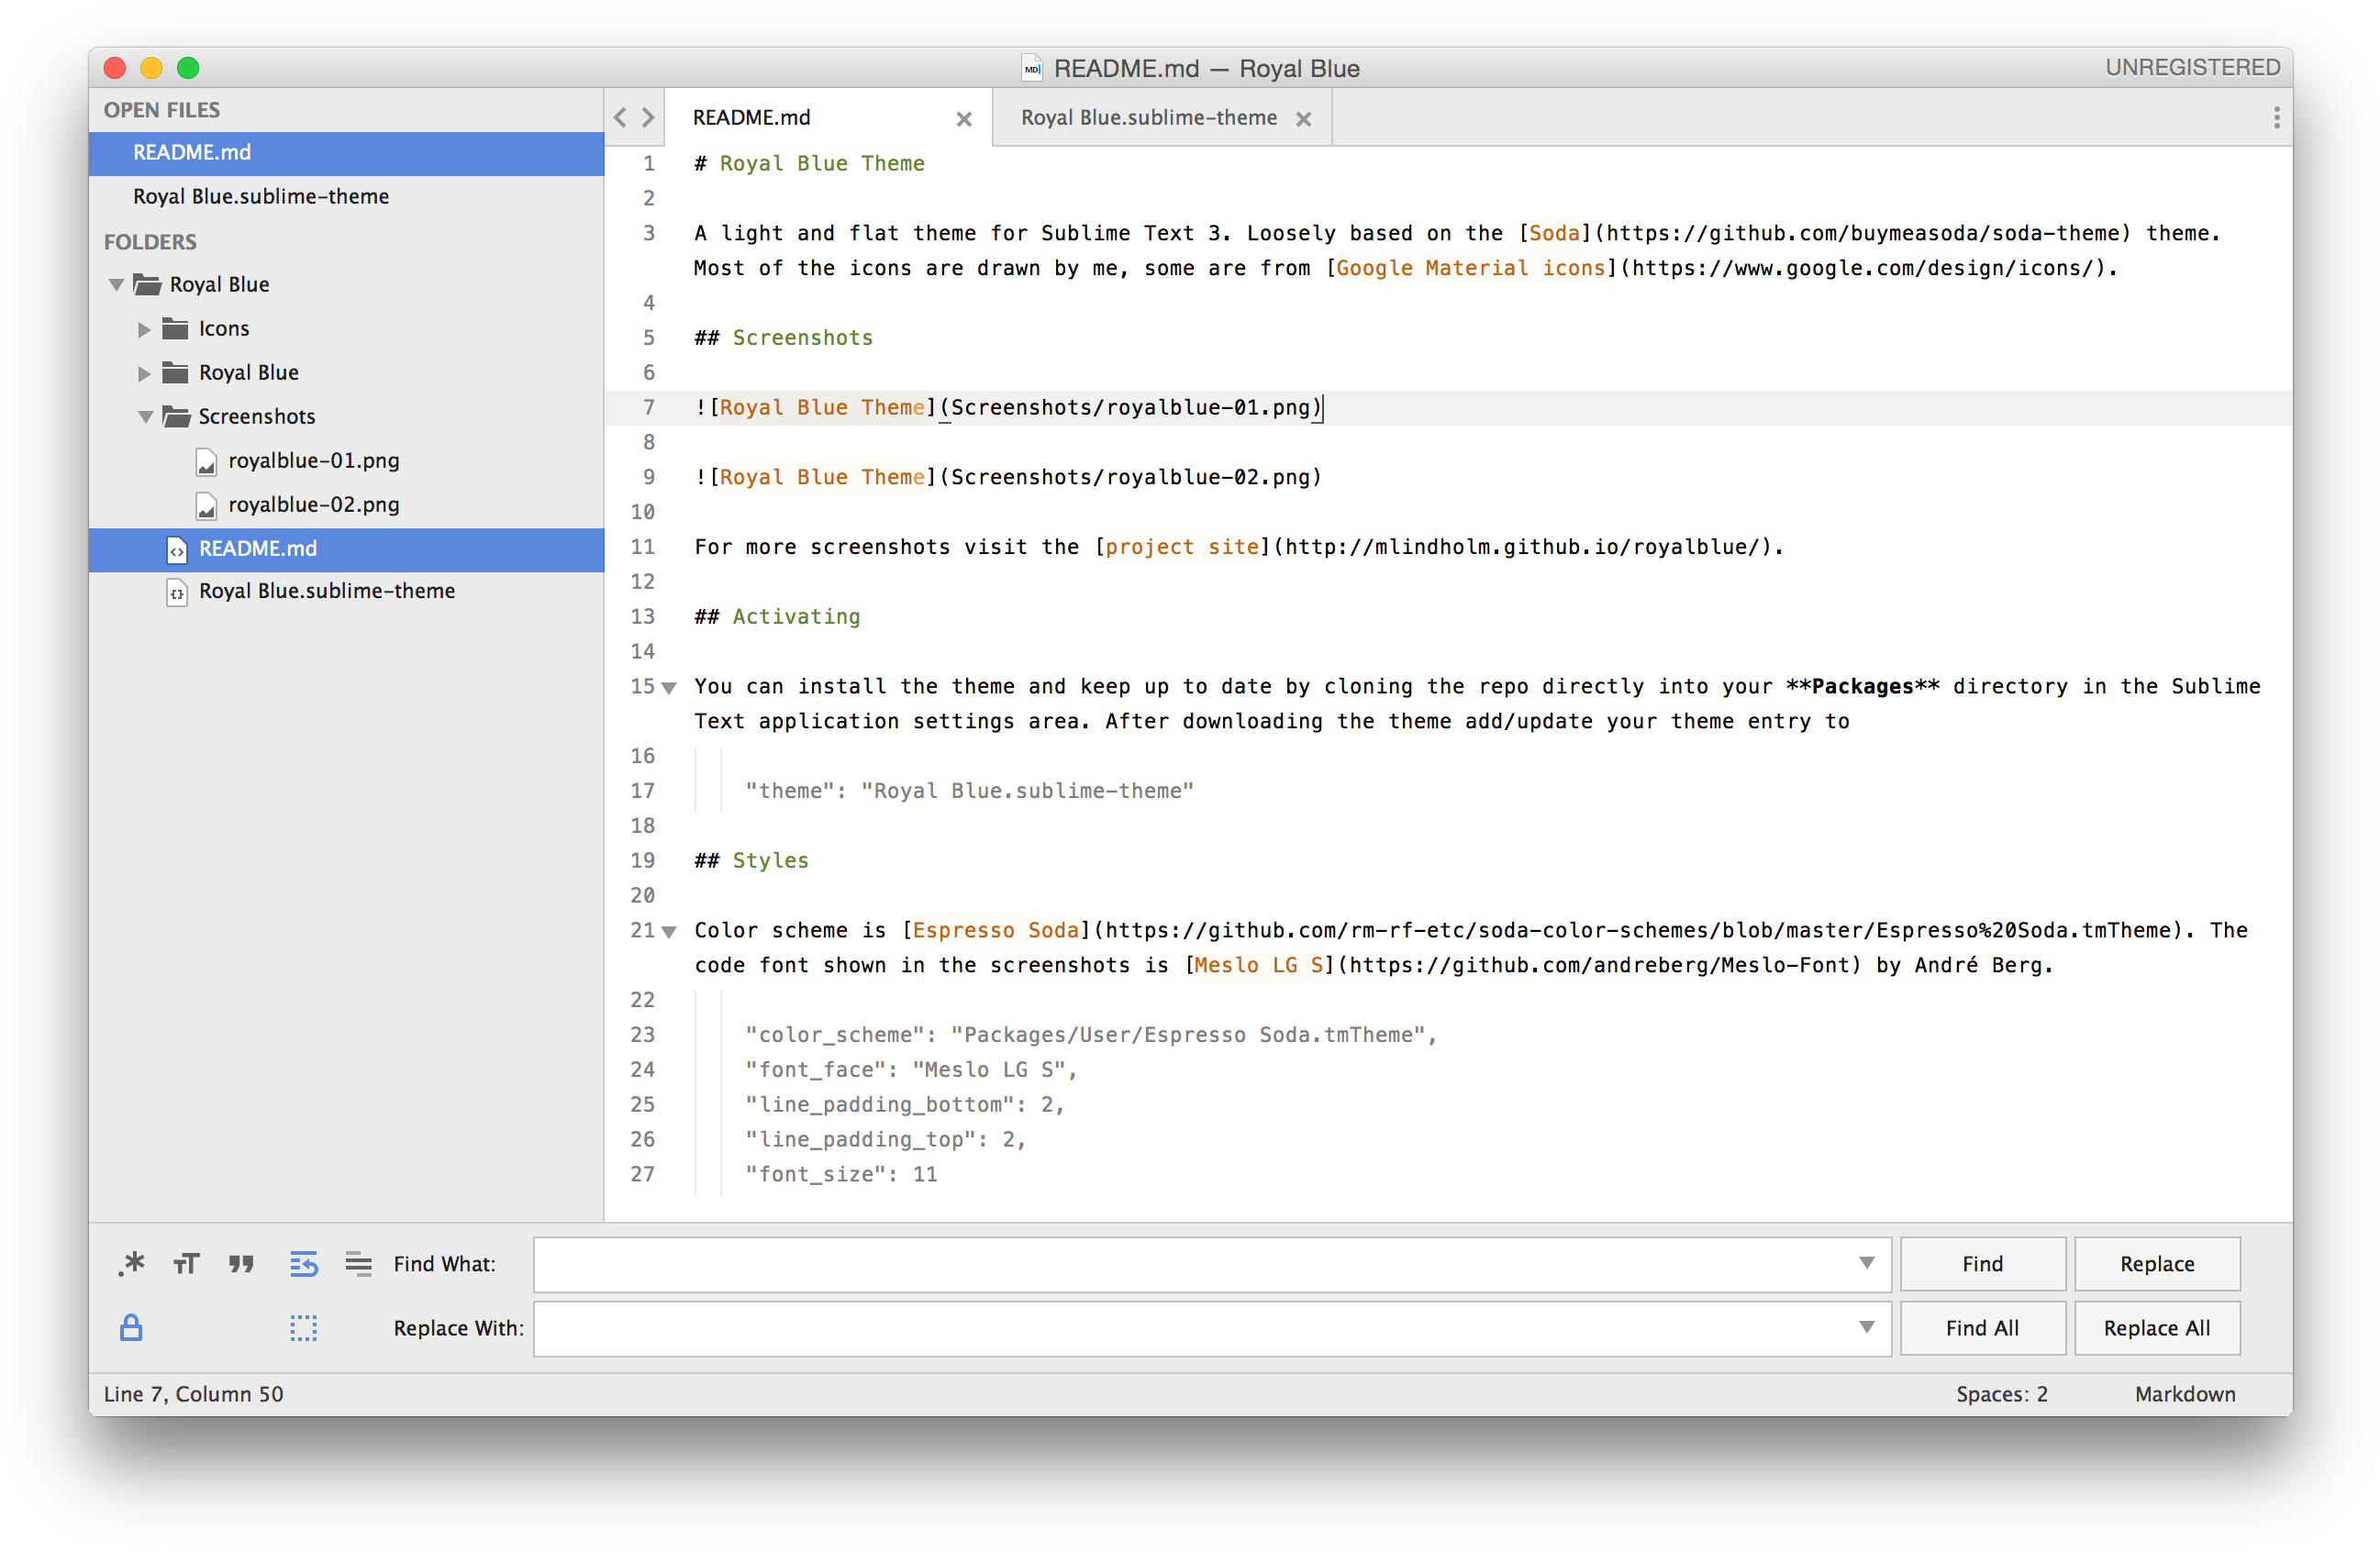 README.md — Royal Blue
UNREGISTERED
OPEN FILES
README.md
Royal Blue.sublime-theme
FOLDERS
Royal Blue
Icons
Royal Blue
Screenshots
royalblue-01.png
royalblue-02.png
README.md
Royal Blue.sublime-theme
README.md
Royal Blue.sublime-theme
1 # Royal Blue Theme
2
3 A light and flat theme for Sublime Text 3. Loosely based on the [Soda](https://github.com/buymeasoda/soda-theme) theme.
Most of the icons are drawn by me, some are from [Google Material icons](https://www.google.com/design/icons/).
4
5 ## Screenshots
6
7 ![Royal Blue Theme](Screenshots/royalblue-01.png)
8
9 ![Royal Blue Theme](Screenshots/royalblue-02.png)
10
11 For more screenshots visit the [project site](http://mlindholm.github.io/royalblue/).
12
13 ## Activating
14
15 You can install the theme and keep up to date by cloning the repo directly into your **Packages** directory in the Sublime
Text application settings area. After downloading the theme add/update your theme entry to
16
17 "theme": "Royal Blue.sublime-theme"
18
19 ## Styles
20
21 Color scheme is [Espresso Soda](https://github.com/rm-rf-etc/soda-color-schemes/blob/master/Espresso%20Soda.tmTheme). The
code font shown in the screenshots is [Meslo LG S](https://github.com/andreberg/Meslo-Font) by André Berg.
22
23 "color_scheme": "Packages/User/Espresso Soda.tmTheme",
24 "font_face": "Meslo LG S",
25 "line_padding_bottom": 2,
26 "line_padding_top": 2,
27 "font_size": 11
Find What:
Find
Replace
Replace With:
Find All
Replace All
Line 7, Column 50
Spaces: 2
Markdown